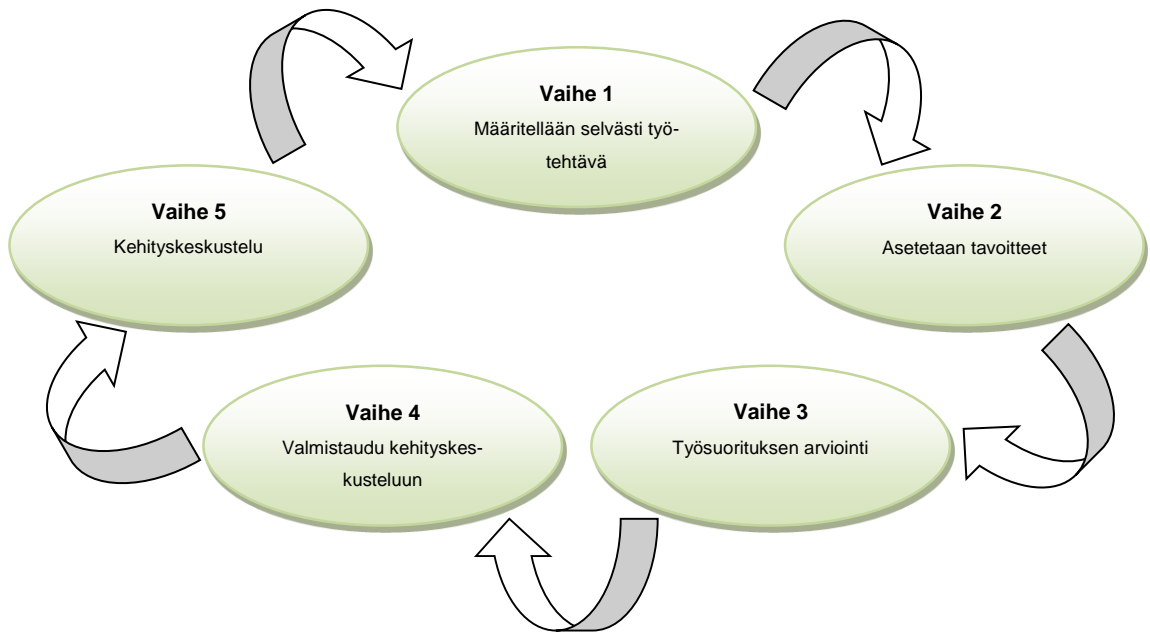 Vaihe 1
Määritellään selvästi työ-
tehtävä
Vaihe 2
Asetetaan tavoitteet
Vaihe 3
Työsuorituksen arviointi
Vaihe 4
Valmistaudu kehityskes-
kusteluun
Vaihe 5
Kehityskeskustelu